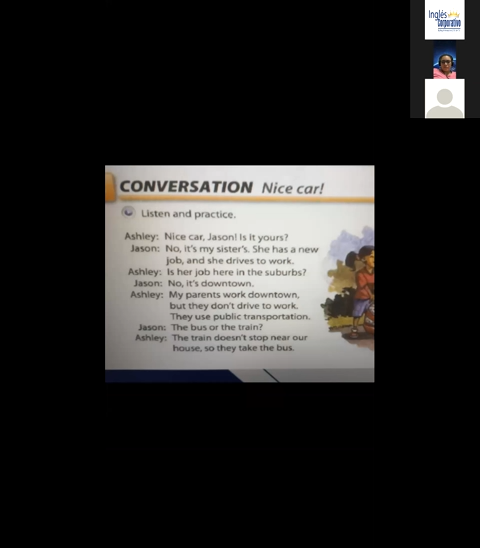 Inglés
Corporativo
CONVERSATION Nice car!
Listen and practice.
Ashley: Nice car, Jason! Is it yours?
Jason: No, it's my sister's. She has a new
job, and she drives to work.
Ashley: Is her job here in the suburbs?
Jason: No, it's downtown.
Ashley: My parents work downtown,
but they don't drive to work.
They use public transportation.
Jason: The bus or the train?
Ashley: The train doesn't stop near our
house, so they take the bus.